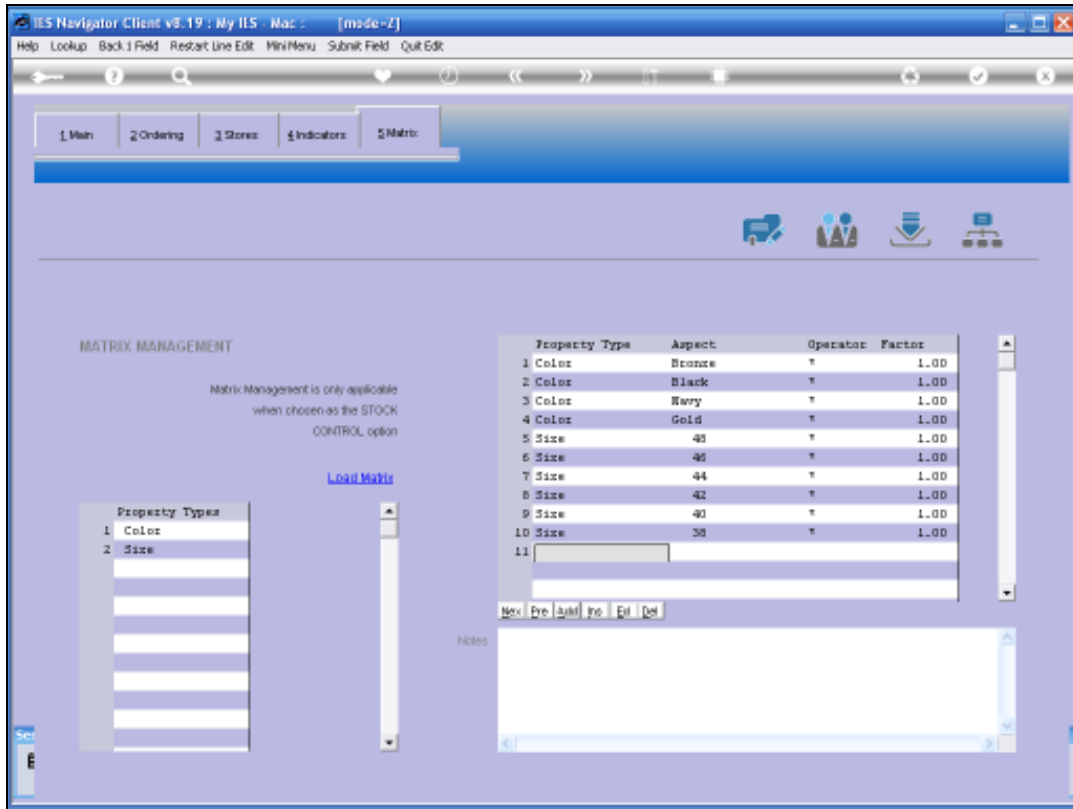 IES Navigator Client v8.19 : My IES - Mac : [mode=Z]
Help Lookup Back 1 Field Restart Line Edit Mini Menu Submit Field Quit Edit
1 Main 2 Ordering 3 Stores 4 Indicators 5 Matrix
MATRIX MANAGEMENT
Matrix Management is only applicable
when chosen as the STOCK
CONTROL option
Load Matrix
Property Types
1 Color
2 Size
Property Type Aspect Operator Factor
1 Color Bronze * 1.00
2 Color Black * 1.00
3 Color Navy * 1.00
4 Color Gold * 1.00
5 Size 48 * 1.00
6 Size 46 * 1.00
7 Size 44 * 1.00
8 Size 42 * 1.00
9 Size 40 * 1.00
10 Size 38 * 1.00
11
Nex Pre Add Ins Del
Notes